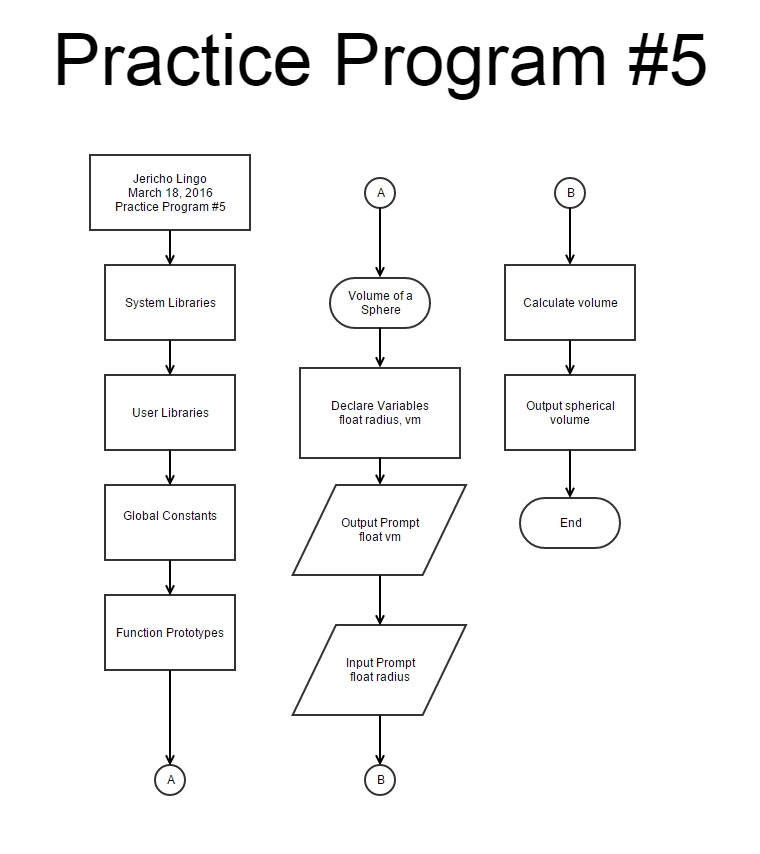 Practice Program #5
Jericho Lingo
March 18, 2016
Practice Program #5
System Libraries
User Libraries
Global Constants
Function Prototypes
A
A
Volume of a
Sphere
Declare Variables
float radius, vm
Output Prompt
float vm
Input Prompt
float radius
B
B
Calculate volume
Output spherical
volume
End